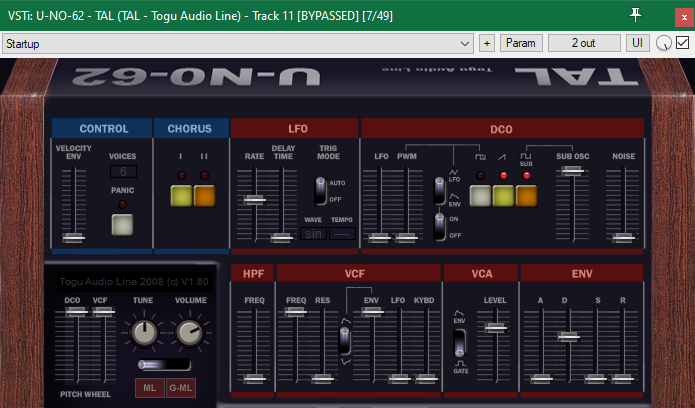 VSTi: U-NO-62 - TAL (TAL - Togu Audio Line) - Track 11 [BYPASSED] [7/49]
Startup + Param 2 out UI
U-NO-62 Togu Audio Line TAL
CONTROL CHORUS LFO DCO
VELOCITY ENV VOICES 6 PANIC
I II
RATE DELAY TIME TRIG MODE AUTO OFF WAVE TEMPO sin
LFO PWM LFO ENV ON OFF SUB SUB OSC NOISE
Togu Audio Line 2008 (c) V1.80
DCO VCF TUNE VOLUME
PITCH WHEEL ML G-ML
HPF VCF VCA ENV
FREQ FREQ RES ENV LFO KYBD LEVEL A D S R
ENV
GATE